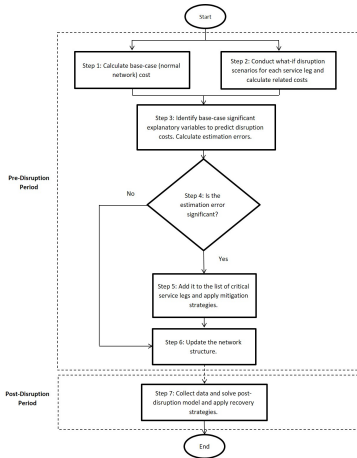 Start
Step 1: Calculate base-case (normal
network) cost
Step 2: Conduct what-if disruption
scenarios for each service leg and
calculate related costs
Step 3: Identify base-case significant
explanatory variables to predict disruption
costs. Calculate estimation errors.
Pre-Disruption
Period
No
Step 4: Is the
estimation error
significant?
Yes
Step 5: Add it to the list of critical
service legs and apply mitigation
strategies.
Step 6: Update the network
structure.
Post-Disruption
Period
Step 7: Collect data and solve post-
disruption model and apply recovery
strategies.
End